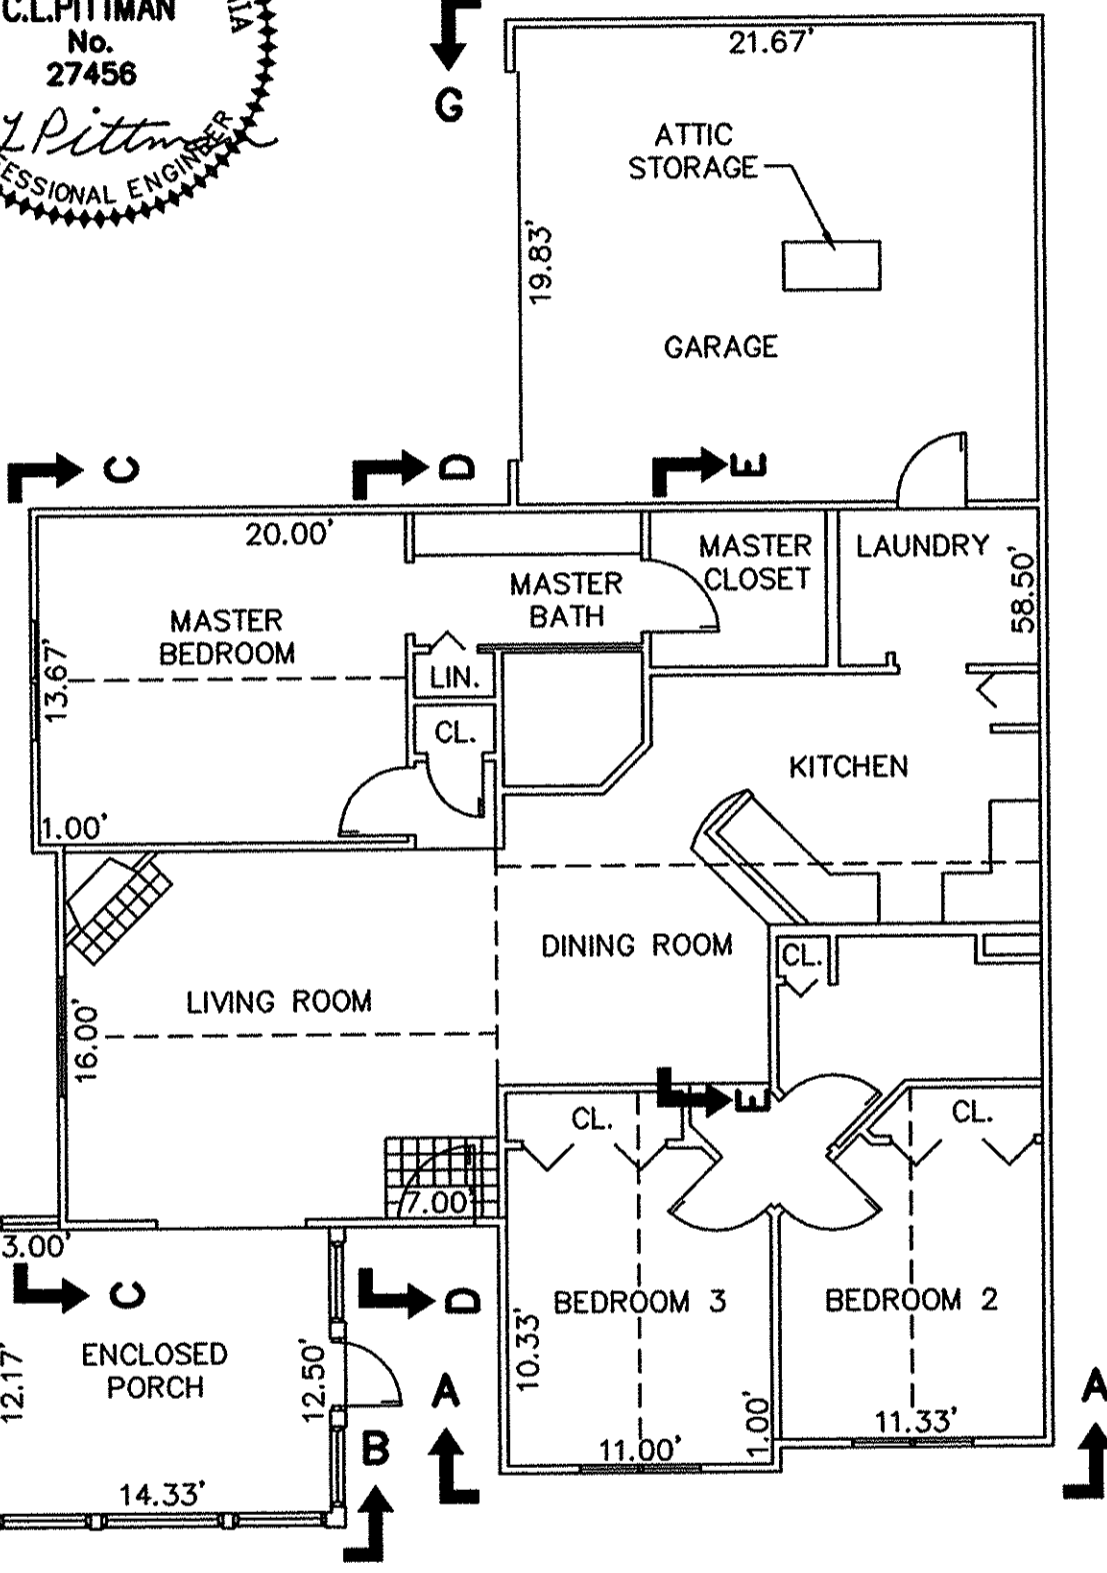 C.L.PITTMAN
No.
27456
ESSIONAL ENGINEER
G
21.67'
ATTIC
STORAGE
19.83'
GARAGE
C
D
E
20.00'
MASTER
CLOSET
LAUNDRY
MASTER
BATH
58.50'
MASTER
BEDROOM
13.67'
LIN.
CL.
KITCHEN
1.00'
DINING ROOM
CL.
LIVING ROOM
16.00'
E
CL.
CL.
7.00'
3.00'
C
D
BEDROOM 3
BEDROOM 2
10.33'
ENCLOSED
PORCH
12.17'
12.50'
A
A
1.00'
11.33'
B
11.00'
14.33'